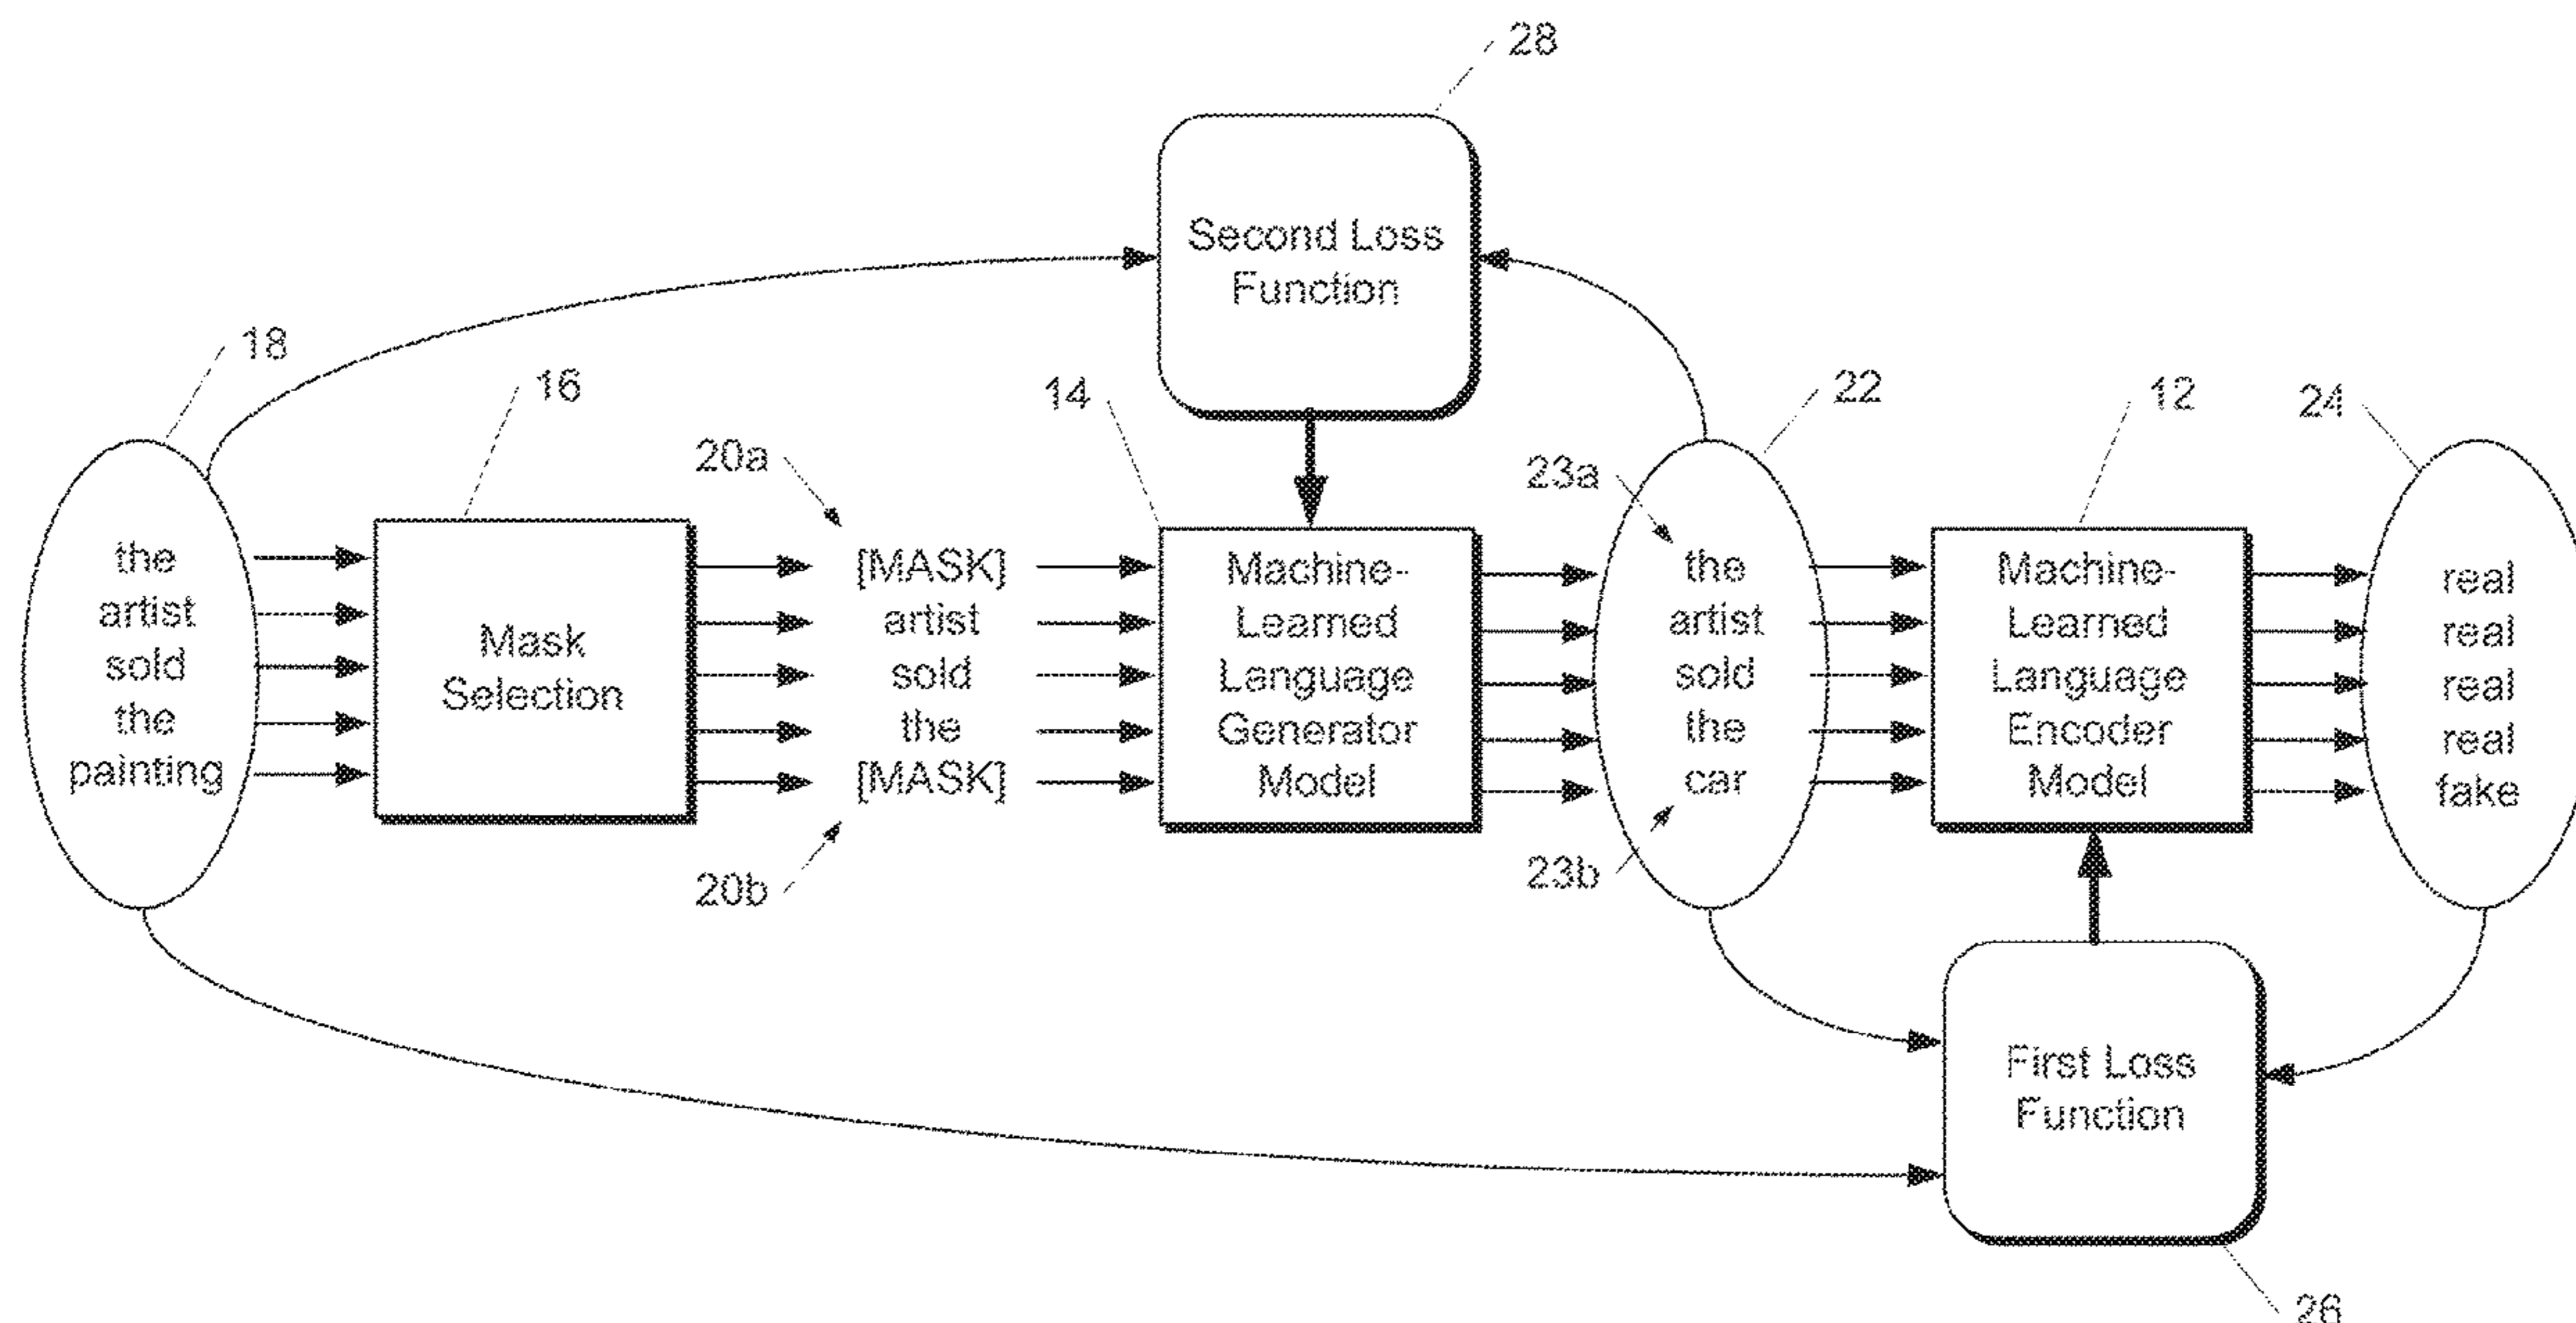 28
Second Loss
Function
18
16
14
22
12
24
20a
23a
the
artist
sold
the
painting
Mask
Selection
[MASK]
artist
sold
the
[MASK]
Machine-
Learned
Language
Generator
Model
the
artist
sold
the
car
Machine-
Learned
Language
Encoder
Model
real
real
real
real
fake
20b
23b
First Loss
Function
26